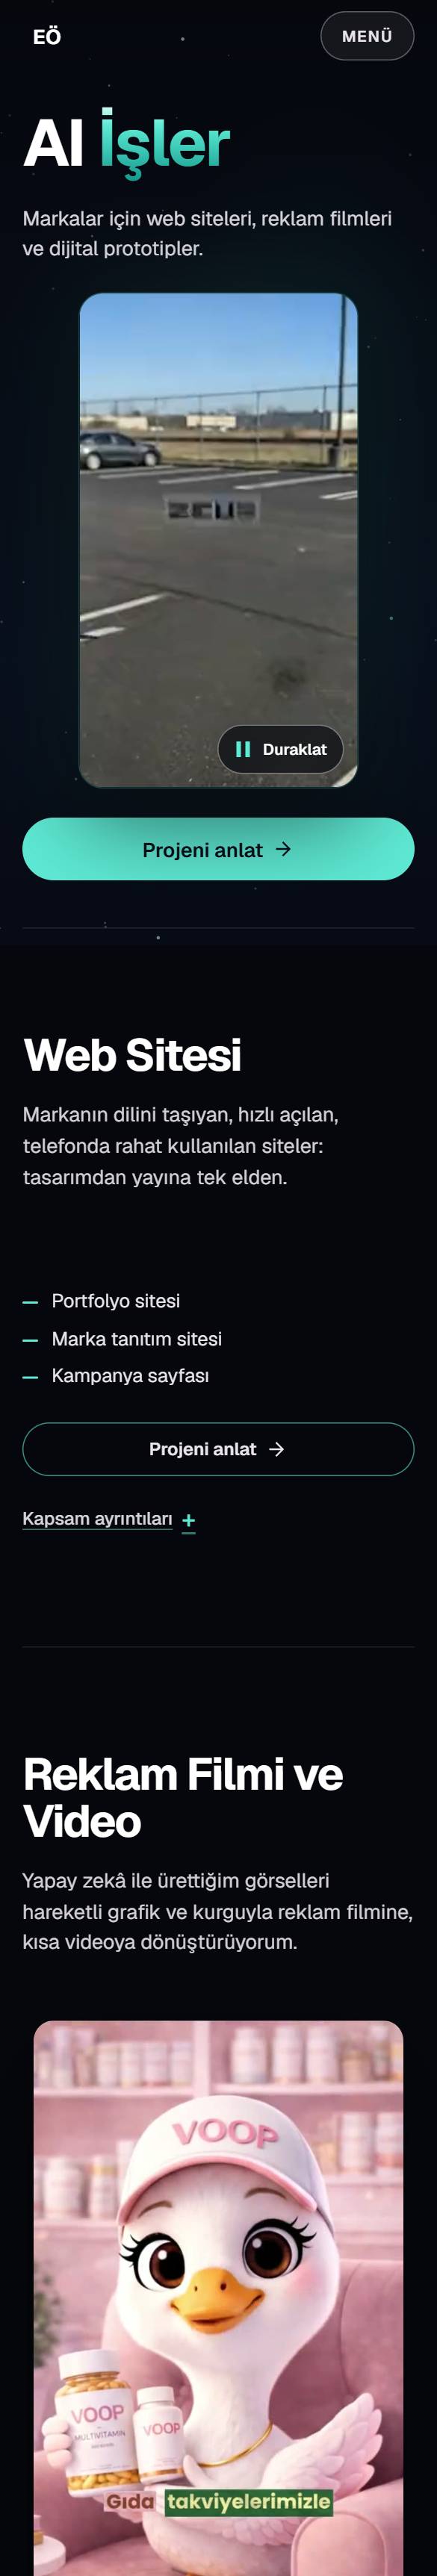 EÖ
MENÜ
AI İşler
Markalar için web siteleri, reklam filmleri
ve dijital prototipler.
Duraklat
Projeni anlat →
Web Sitesi
Markanın dilini taşıyan, hızlı açılan,
telefonda rahat kullanılan siteler:
tasarımdan yayına tek elden.
— Portfolyo sitesi
— Marka tanıtım sitesi
— Kampanya sayfası
Projeni anlat →
Kapsam ayrıntıları +
Reklam Filmi ve
Video
Yapay zekâ ile ürettiğim görselleri
hareketli grafik ve kurguyla reklam filmine,
kısa videoya dönüştürüyorum.
VOOP
VOOP
MULTIVITAMIN
VOOP
Gıda takviyelerimizle